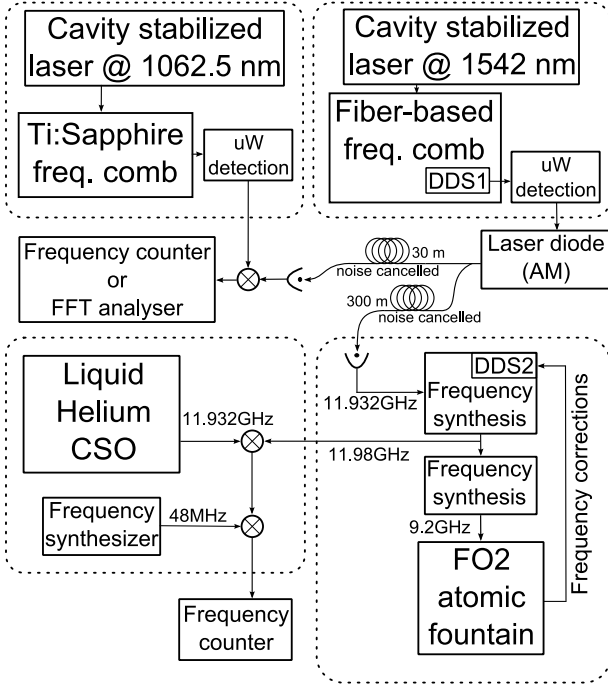 Cavity stabilized
laser @ 1062.5 nm
Ti:Sapphire
freq. comb
uW
detection
Cavity stabilized
laser @ 1542 nm
Fiber-based
freq. comb
DDS1
uW
detection
Frequency counter
or
FFT analyser
30 m
noise cancelled
300 m
noise cancelled
Laser diode
(AM)
Liquid
Helium
CSO
11.932GHz
Frequency
synthesizer
48MHz
Frequency
counter
11.932GHz
DDS2
Frequency
synthesis
11.98GHz
Frequency
synthesis
9.2GHz
FO2
atomic
fountain
Frequency corrections